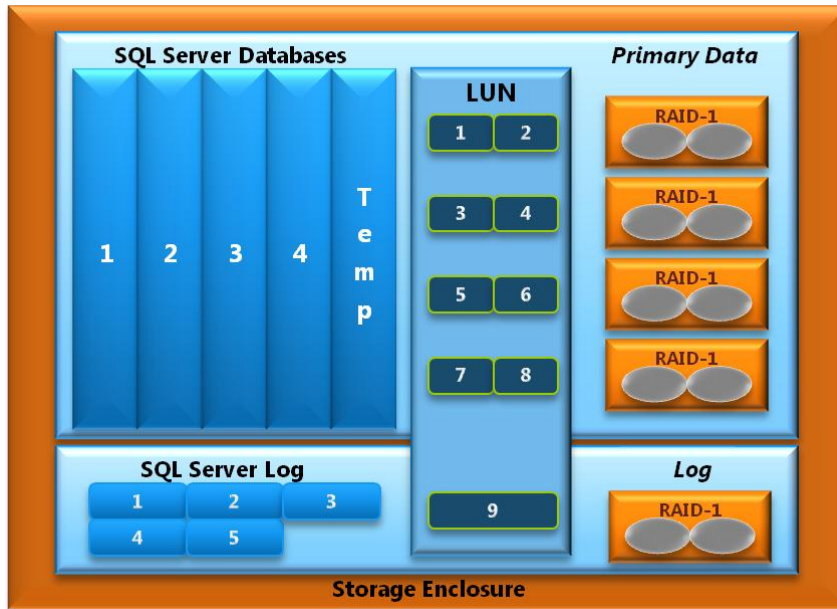 SQL Server Databases
Primary Data
1
2
3
4
Temp
LUN
1 2
3 4
5 6
7 8
9
RAID-1
RAID-1
RAID-1
RAID-1
SQL Server Log
1 2 3
4 5
Log
RAID-1
Storage Enclosure